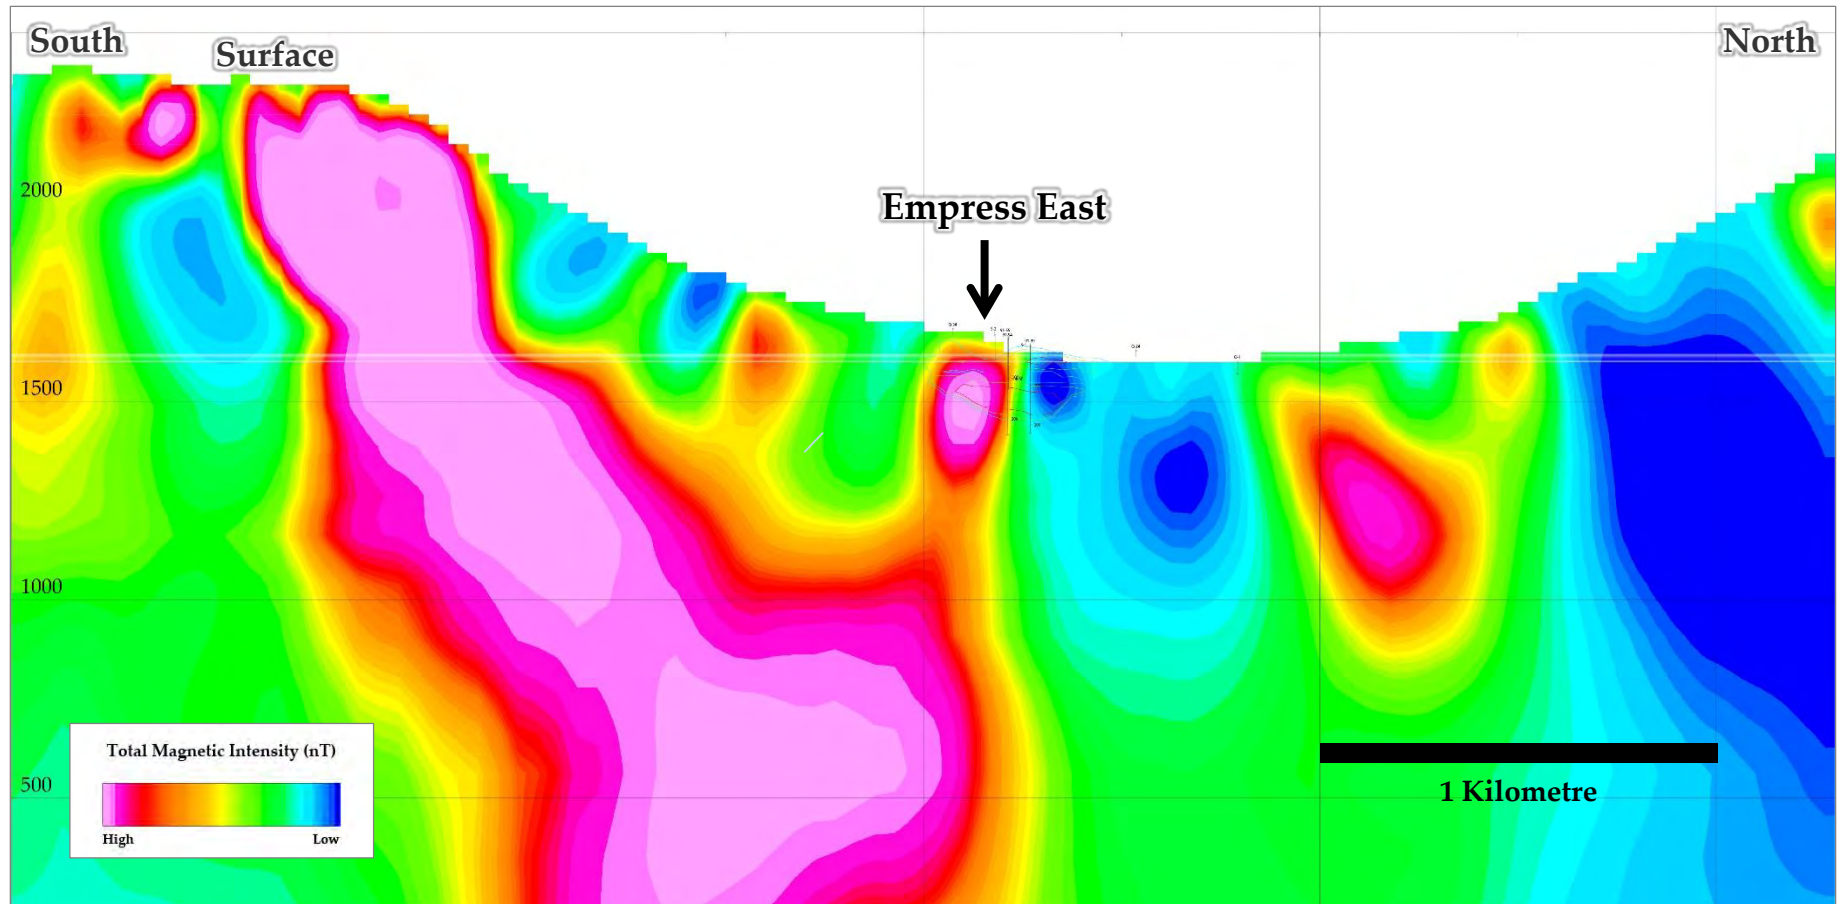 South
Surface
North
2000
Empress East
1500
1000
500
Total Magnetic Intensity (nT)
High
Low
1 Kilometre